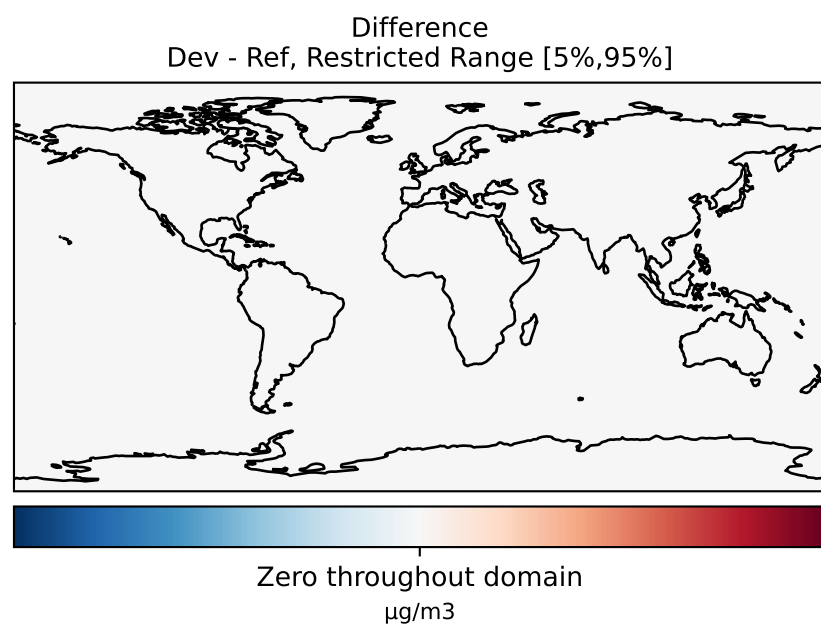 Difference
Dev - Ref, Restricted Range [5%,95%]
Zero throughout domain
μg/m3